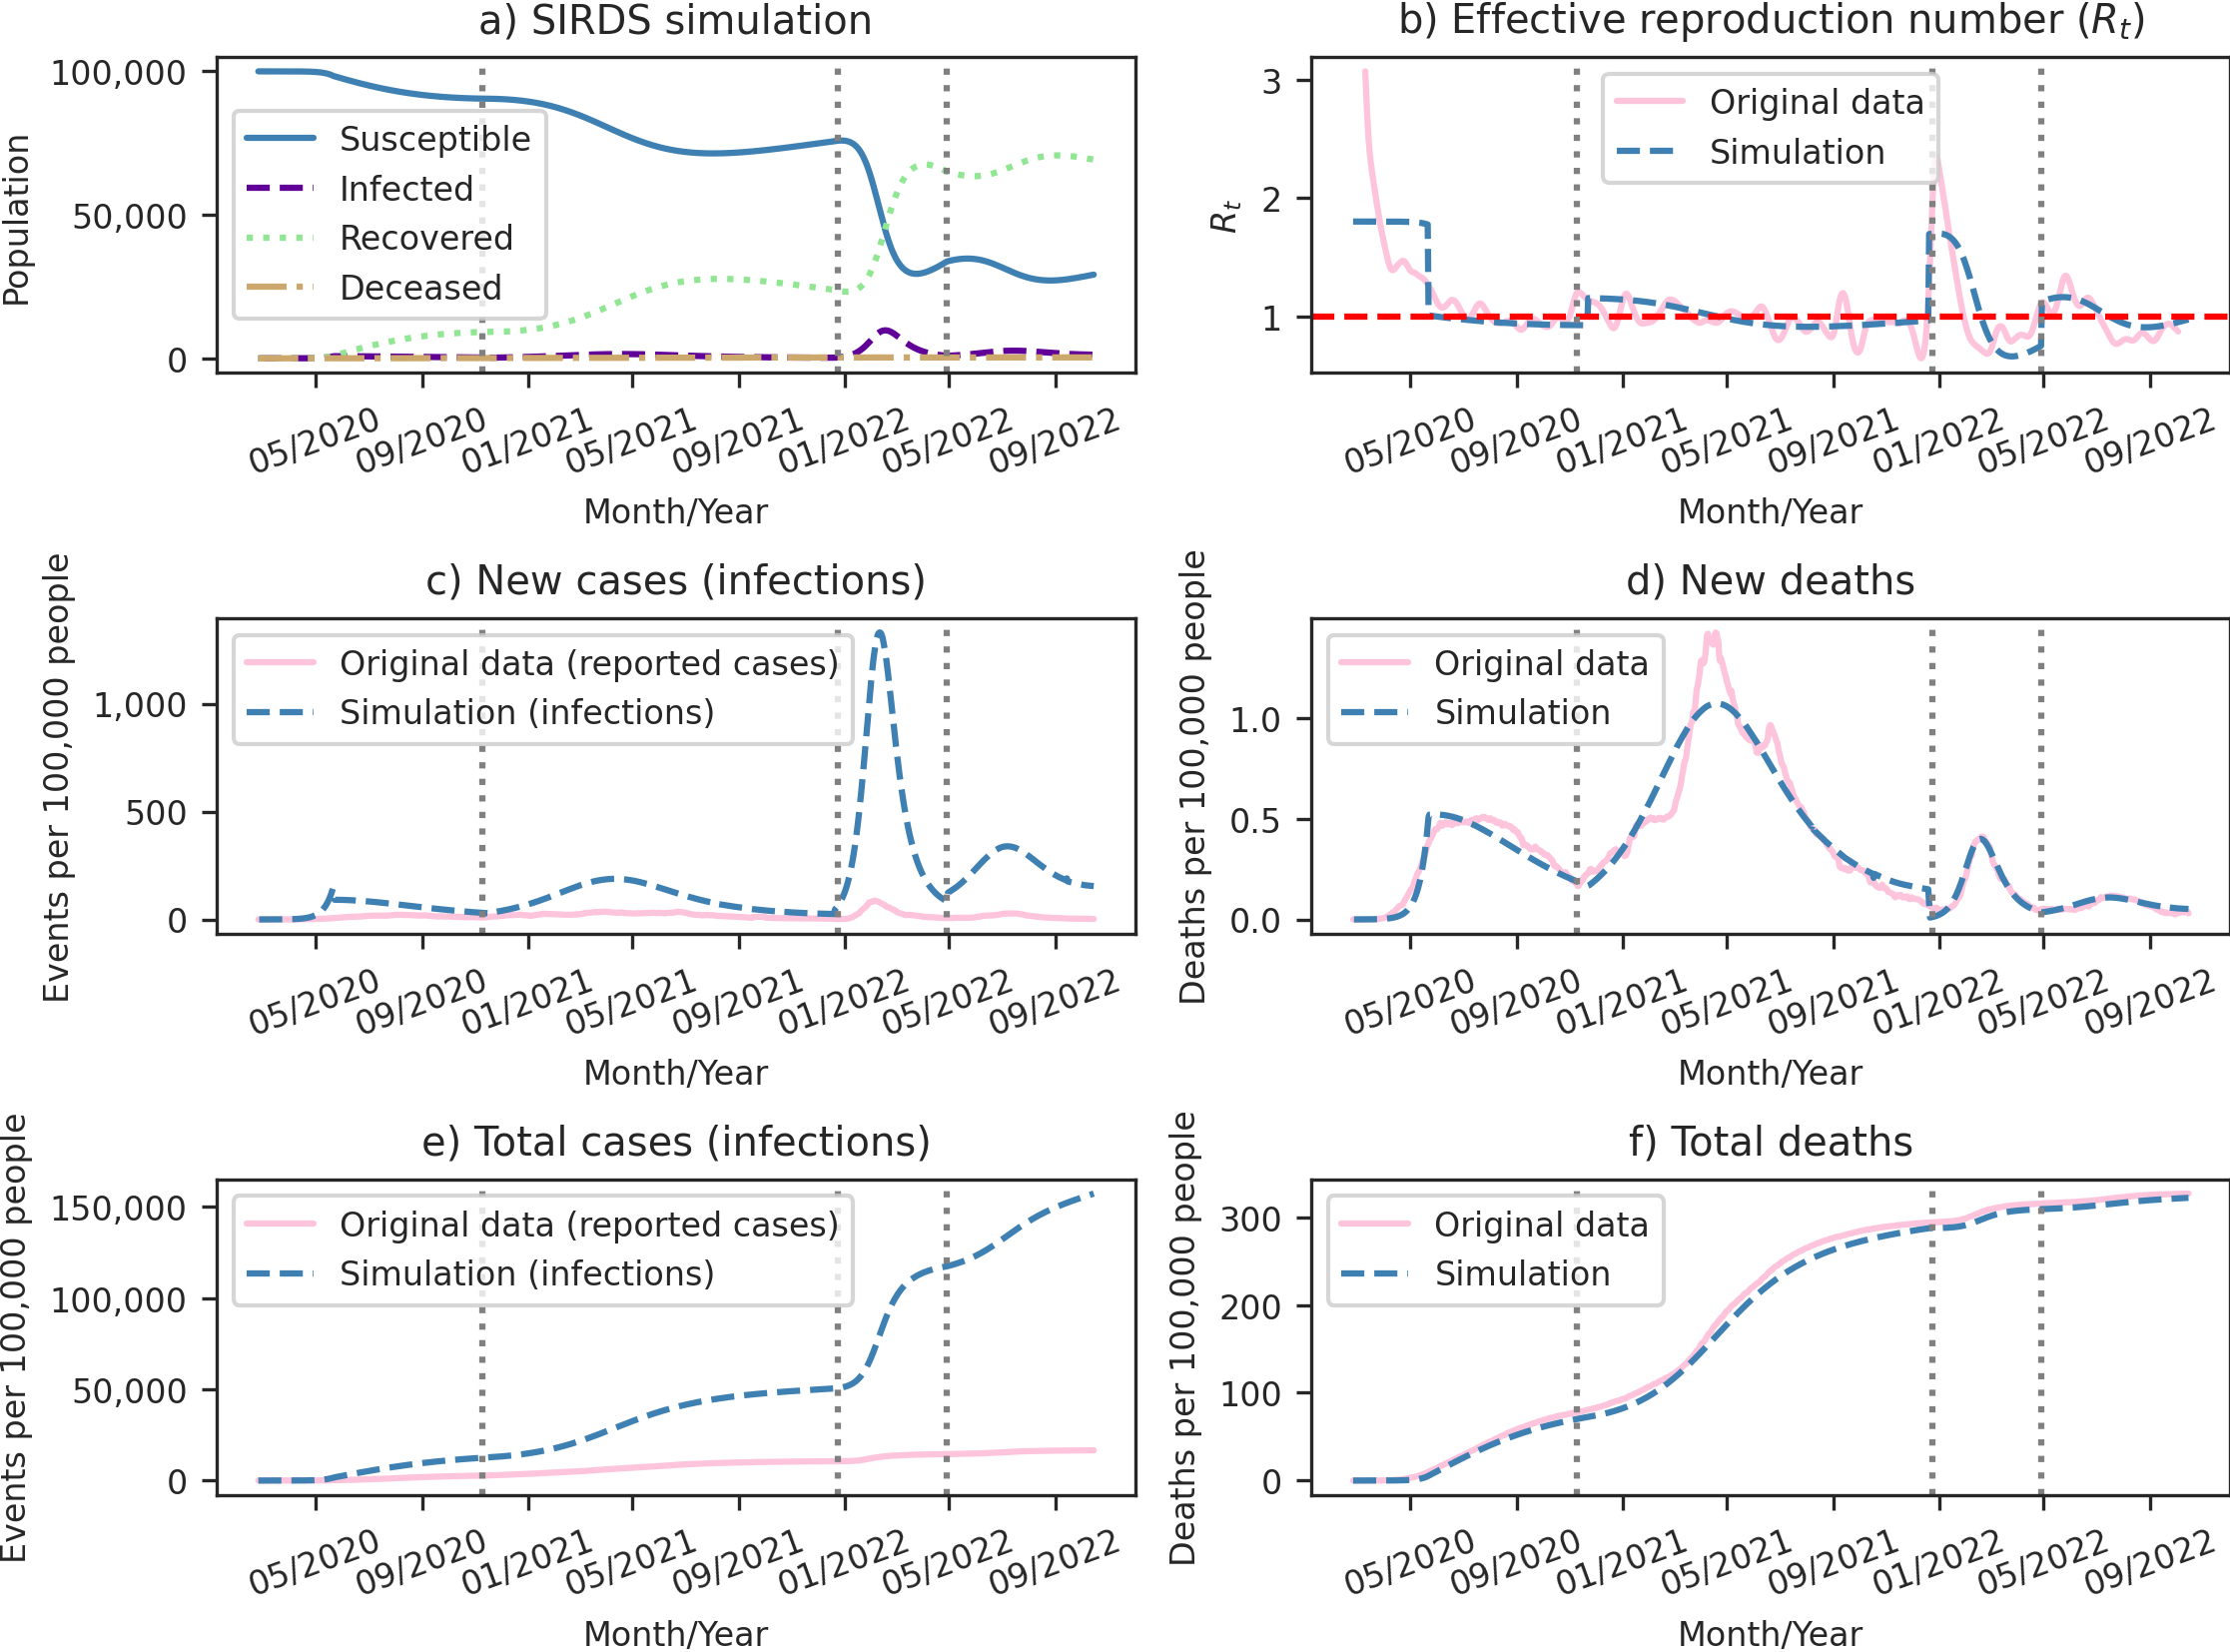 a) SIRDS simulation
Population
100,000
50,000
0
Susceptible
Infected
Recovered
Deceased
05/2020 09/2020 01/2021 05/2021 09/2021 01/2022 05/2022 09/2022
Month/Year
b) Effective reproduction number (Rt)
Rt
3
2
1
Original data
Simulation
05/2020 09/2020 01/2021 05/2021 09/2021 01/2022 05/2022 09/2022
Month/Year
c) New cases (infections)
Events per 100,000 people
1,000
500
0
Original data (reported cases)
Simulation (infections)
05/2020 09/2020 01/2021 05/2021 09/2021 01/2022 05/2022 09/2022
Month/Year
d) New deaths
Deaths per 100,000 people
1.0
0.5
0.0
Original data
Simulation
05/2020 09/2020 01/2021 05/2021 09/2021 01/2022 05/2022 09/2022
Month/Year
e) Total cases (infections)
Events per 100,000 people
150,000
100,000
50,000
0
Original data (reported cases)
Simulation (infections)
05/2020 09/2020 01/2021 05/2021 09/2021 01/2022 05/2022 09/2022
Month/Year
f) Total deaths
Deaths per 100,000 people
300
200
100
0
Original data
Simulation
05/2020 09/2020 01/2021 05/2021 09/2021 01/2022 05/2022 09/2022
Month/Year